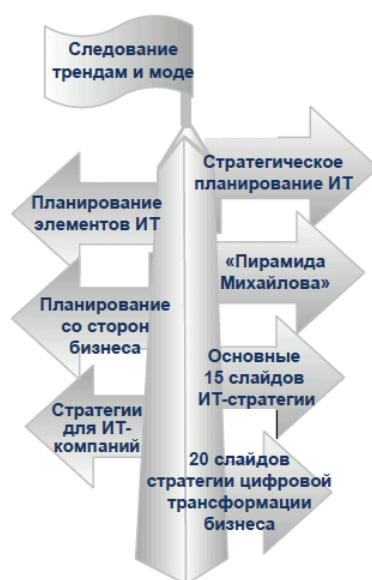 Следование
трендам и моде
Стратегическое
планирование ИТ
Планирование
элементов ИТ
«Пирамида
Михайлова»
Планирование
со сторон
бизнеса
Основные
15 слайдов
ИТ-стратегии
Стратегии
для ИТ-
компаний
20 слайдов
стратегии цифровой
трансформации
бизнеса